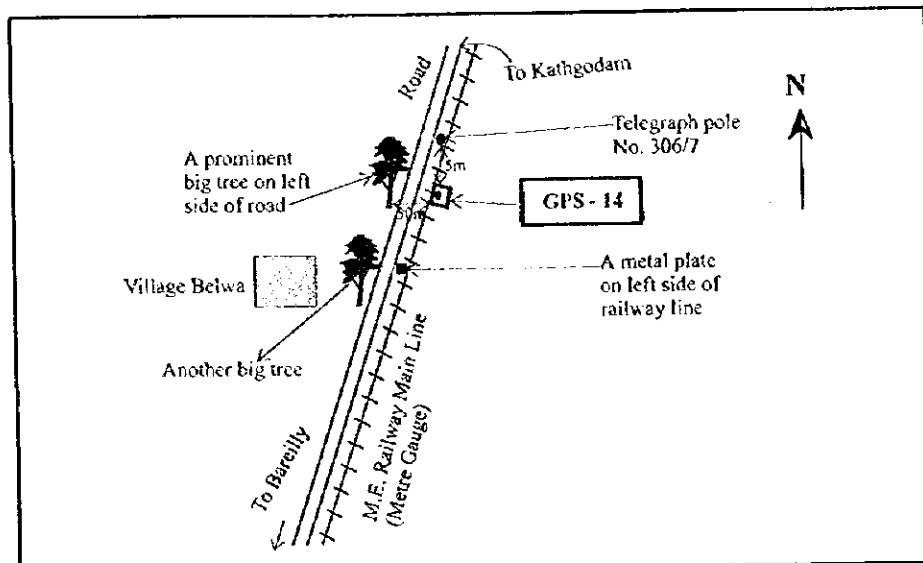 Road
To Kathgodam
N
Telegraph pole
No. 306/7
A prominent
big tree on left
side of road
5m
GPS - 14
50m
Village Belwa
A metal plate
on left side of
railway line
Another big tree
M.E. Railway Main Line
(Metre Gauge)
To Bareilly